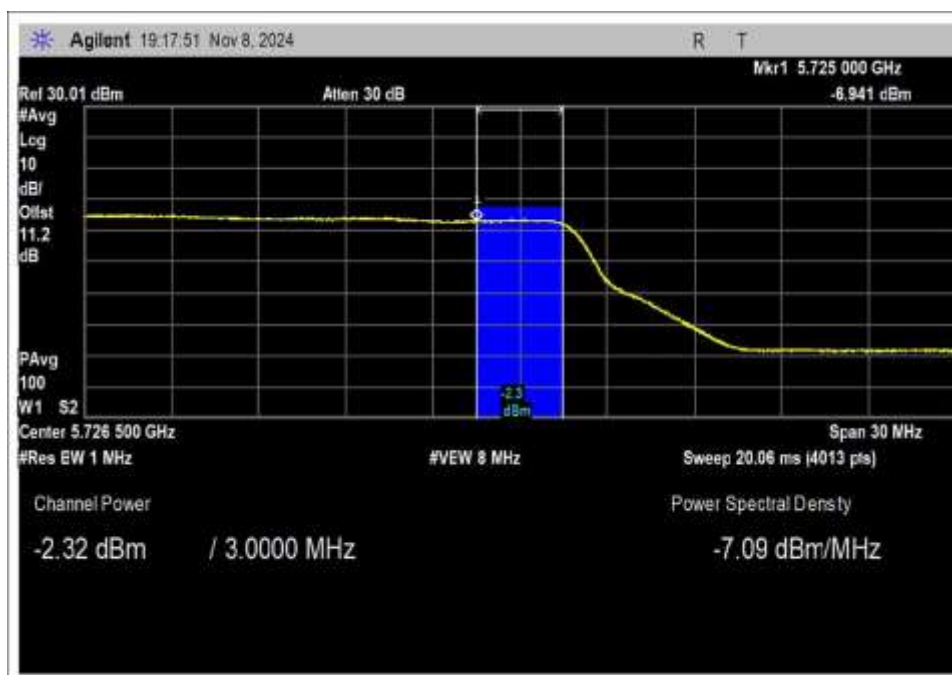 Agilent 19:17:51 Nov 8, 2024 R T
Mkr1 5.725 000 GHz
Ref 30.01 dBm Atten 30 dB -6.941 dBm
#Avg
Log
10
dB/
Offst
11.2
dB
PAvg
100
W1 S2
-2.3
dBm
Center 5.726 500 GHz Span 30 MHz
#Res BW 1 MHz #VBW 8 MHz Sweep 20.06 ms (4013 pts)
Channel Power Power Spectral Density
-2.32 dBm / 3.0000 MHz -7.09 dBm/MHz